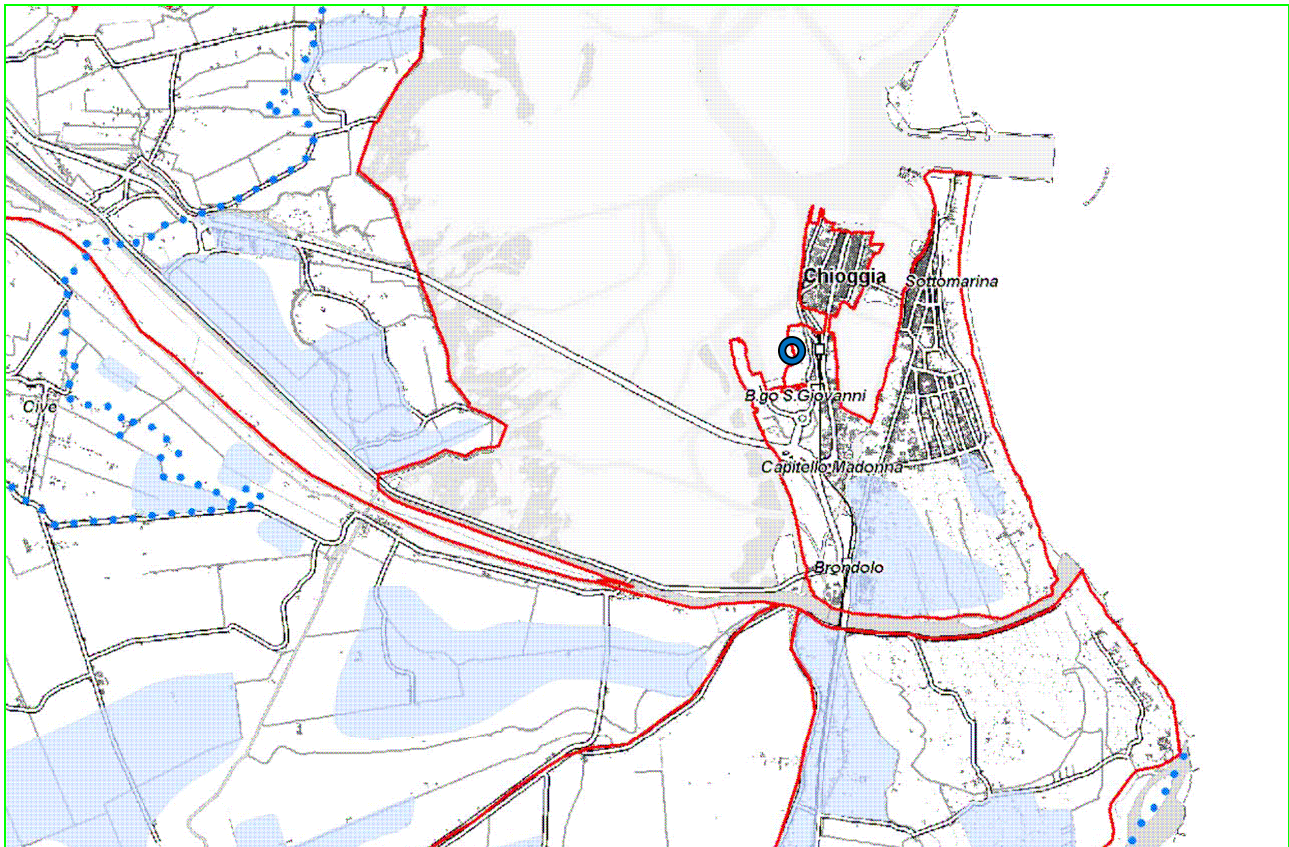 Chioggia
Sottomarina
B.go S.Giovanni
Cive
Capitello Madonna
Brondolo